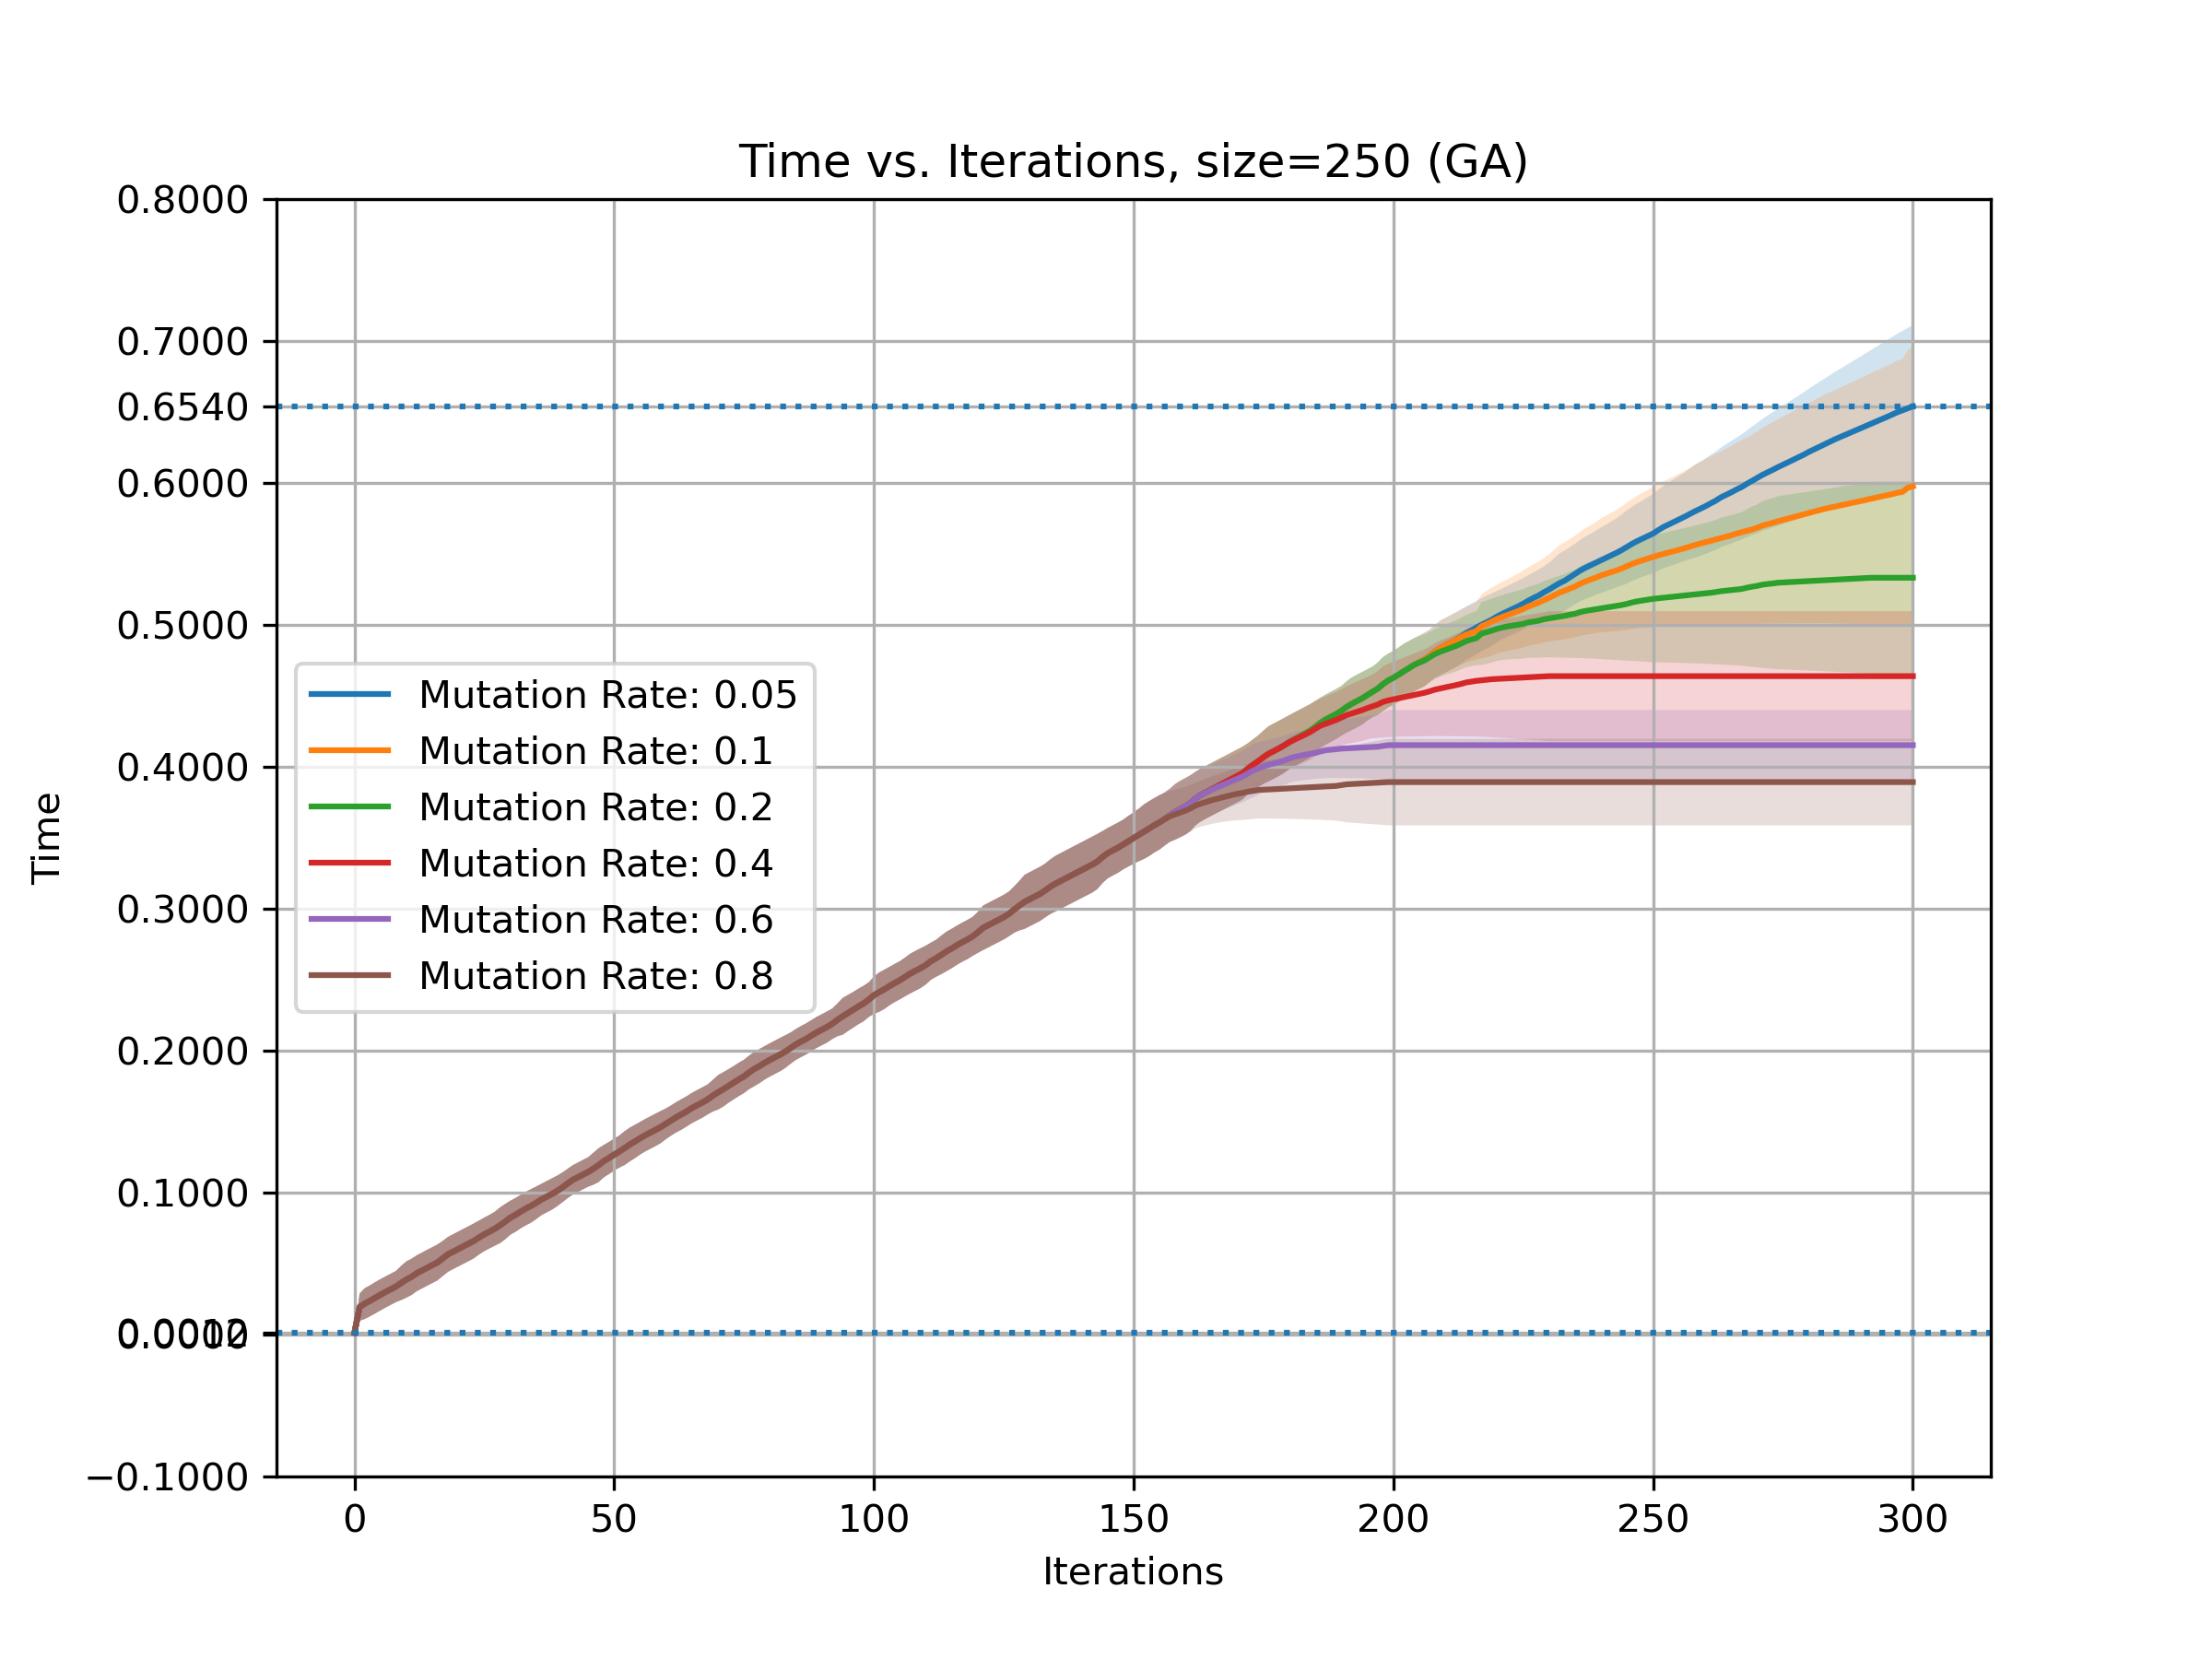 Time vs. Iterations, size=250 (GA)
0.8000
0.7000
0.6540
0.6000
0.5000
0.4000
0.3000
0.2000
0.1000
0.0000
−0.1000
Time
Mutation Rate: 0.05
Mutation Rate: 0.1
Mutation Rate: 0.2
Mutation Rate: 0.4
Mutation Rate: 0.6
Mutation Rate: 0.8
0 50 100 150 200 250 300
Iterations